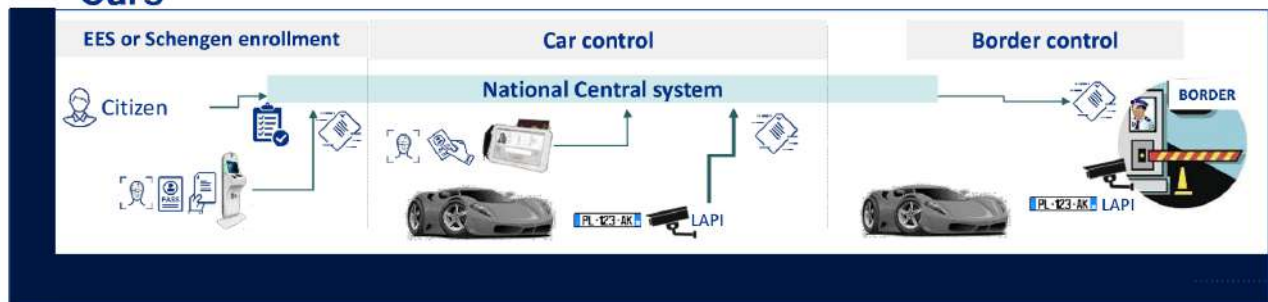 Cars
EES or Schengen enrollment
Car control
Border control
National Central system
Citizen
BORDER
PASS
PL-123-AK
LAPI
PL-123-AK
LAPI